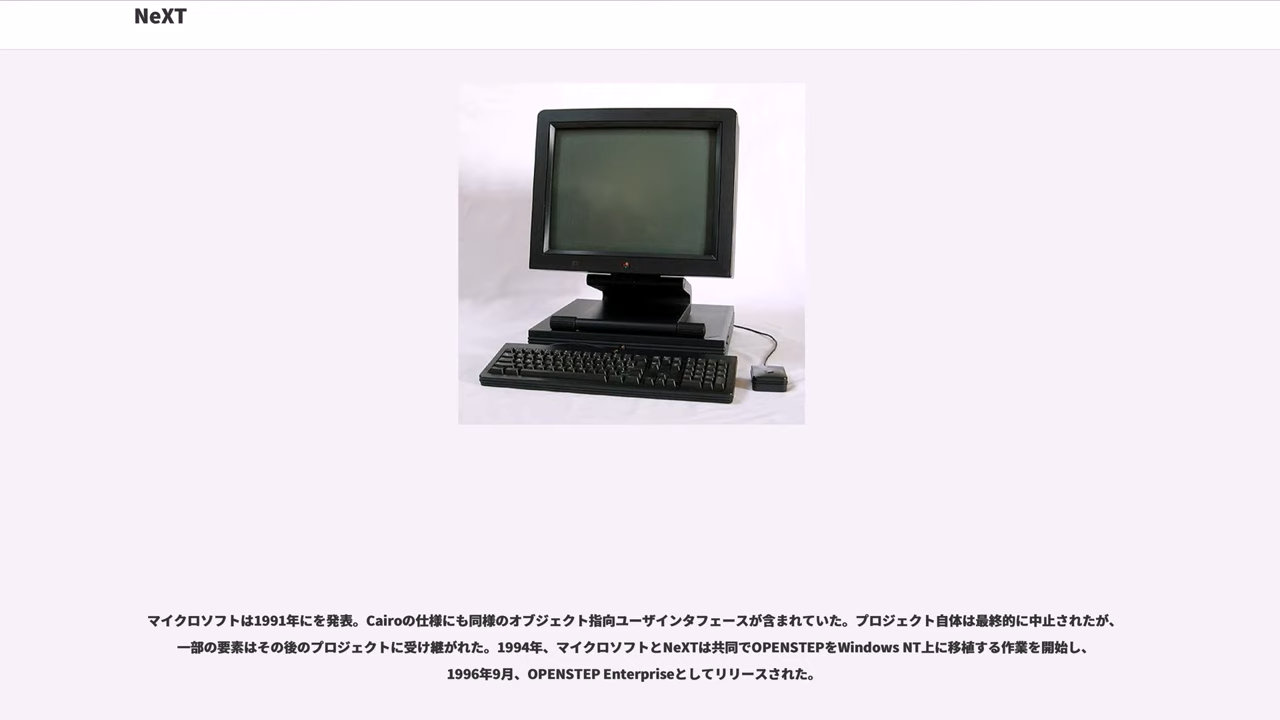 NeXT
マイクロソフトは1991年にを発表。Cairoの仕様にも同様のオブジェクト指向ユーザインタフェースが含まれていた。プロジェクト自体は最終的に中止されたが、
一部の要素はその後のプロジェクトに受け継がれた。1994年、マイクロソフトとNeXTは共同でOPENSTEPをWindows NT上に移植する作業を開始し、
1996年9月、OPENSTEP Enterpriseとしてリリースされた。